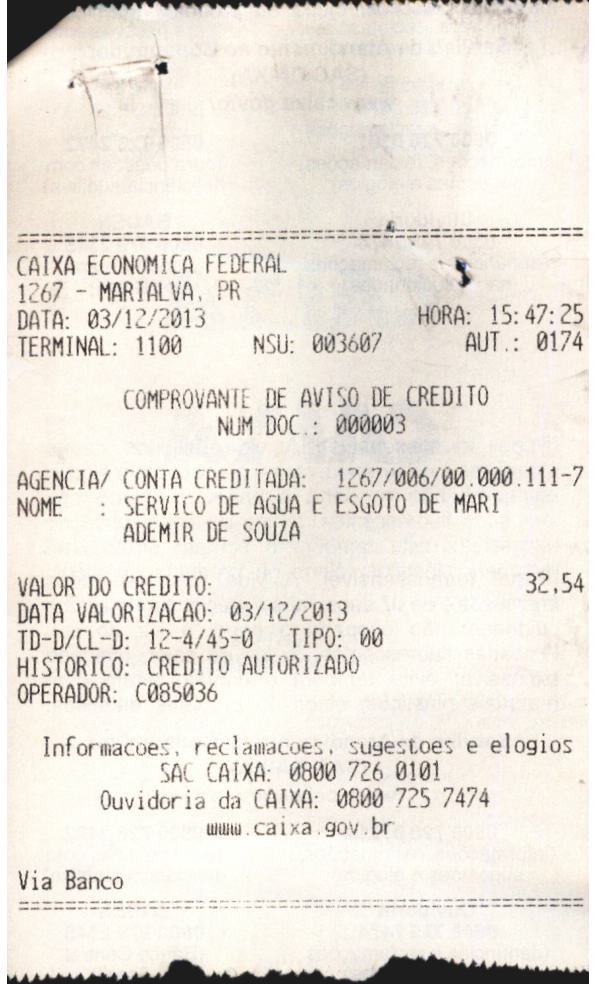 CAIXA ECONOMICA FEDERAL
1267 - MARIALVA, PR
DATA: 03/12/2013 HORA: 15:47:25
TERMINAL: 1100 NSU: 003607 AUT.: 0174
COMPROVANTE DE AVISO DE CREDITO
NUM DOC.: 000003
AGENCIA/ CONTA CREDITADA: 1267/006/00.000.111-7
NOME : SERVICO DE AGUA E ESGOTO DE MARI
ADEMIR DE SOUZA
VALOR DO CREDITO: 32,54
DATA VALORIZACAO: 03/12/2013
TD-D/CL-D: 12-4/45-0 TIPO: 00
HISTORICO: CREDITO AUTORIZADO
OPERADOR: C085036
Informacoes, reclamacoes, sugestoes e elogios
SAC CAIXA: 0800 726 0101
Ouvidoria da CAIXA: 0800 725 7474
www.caixa.gov.br
Via Banco